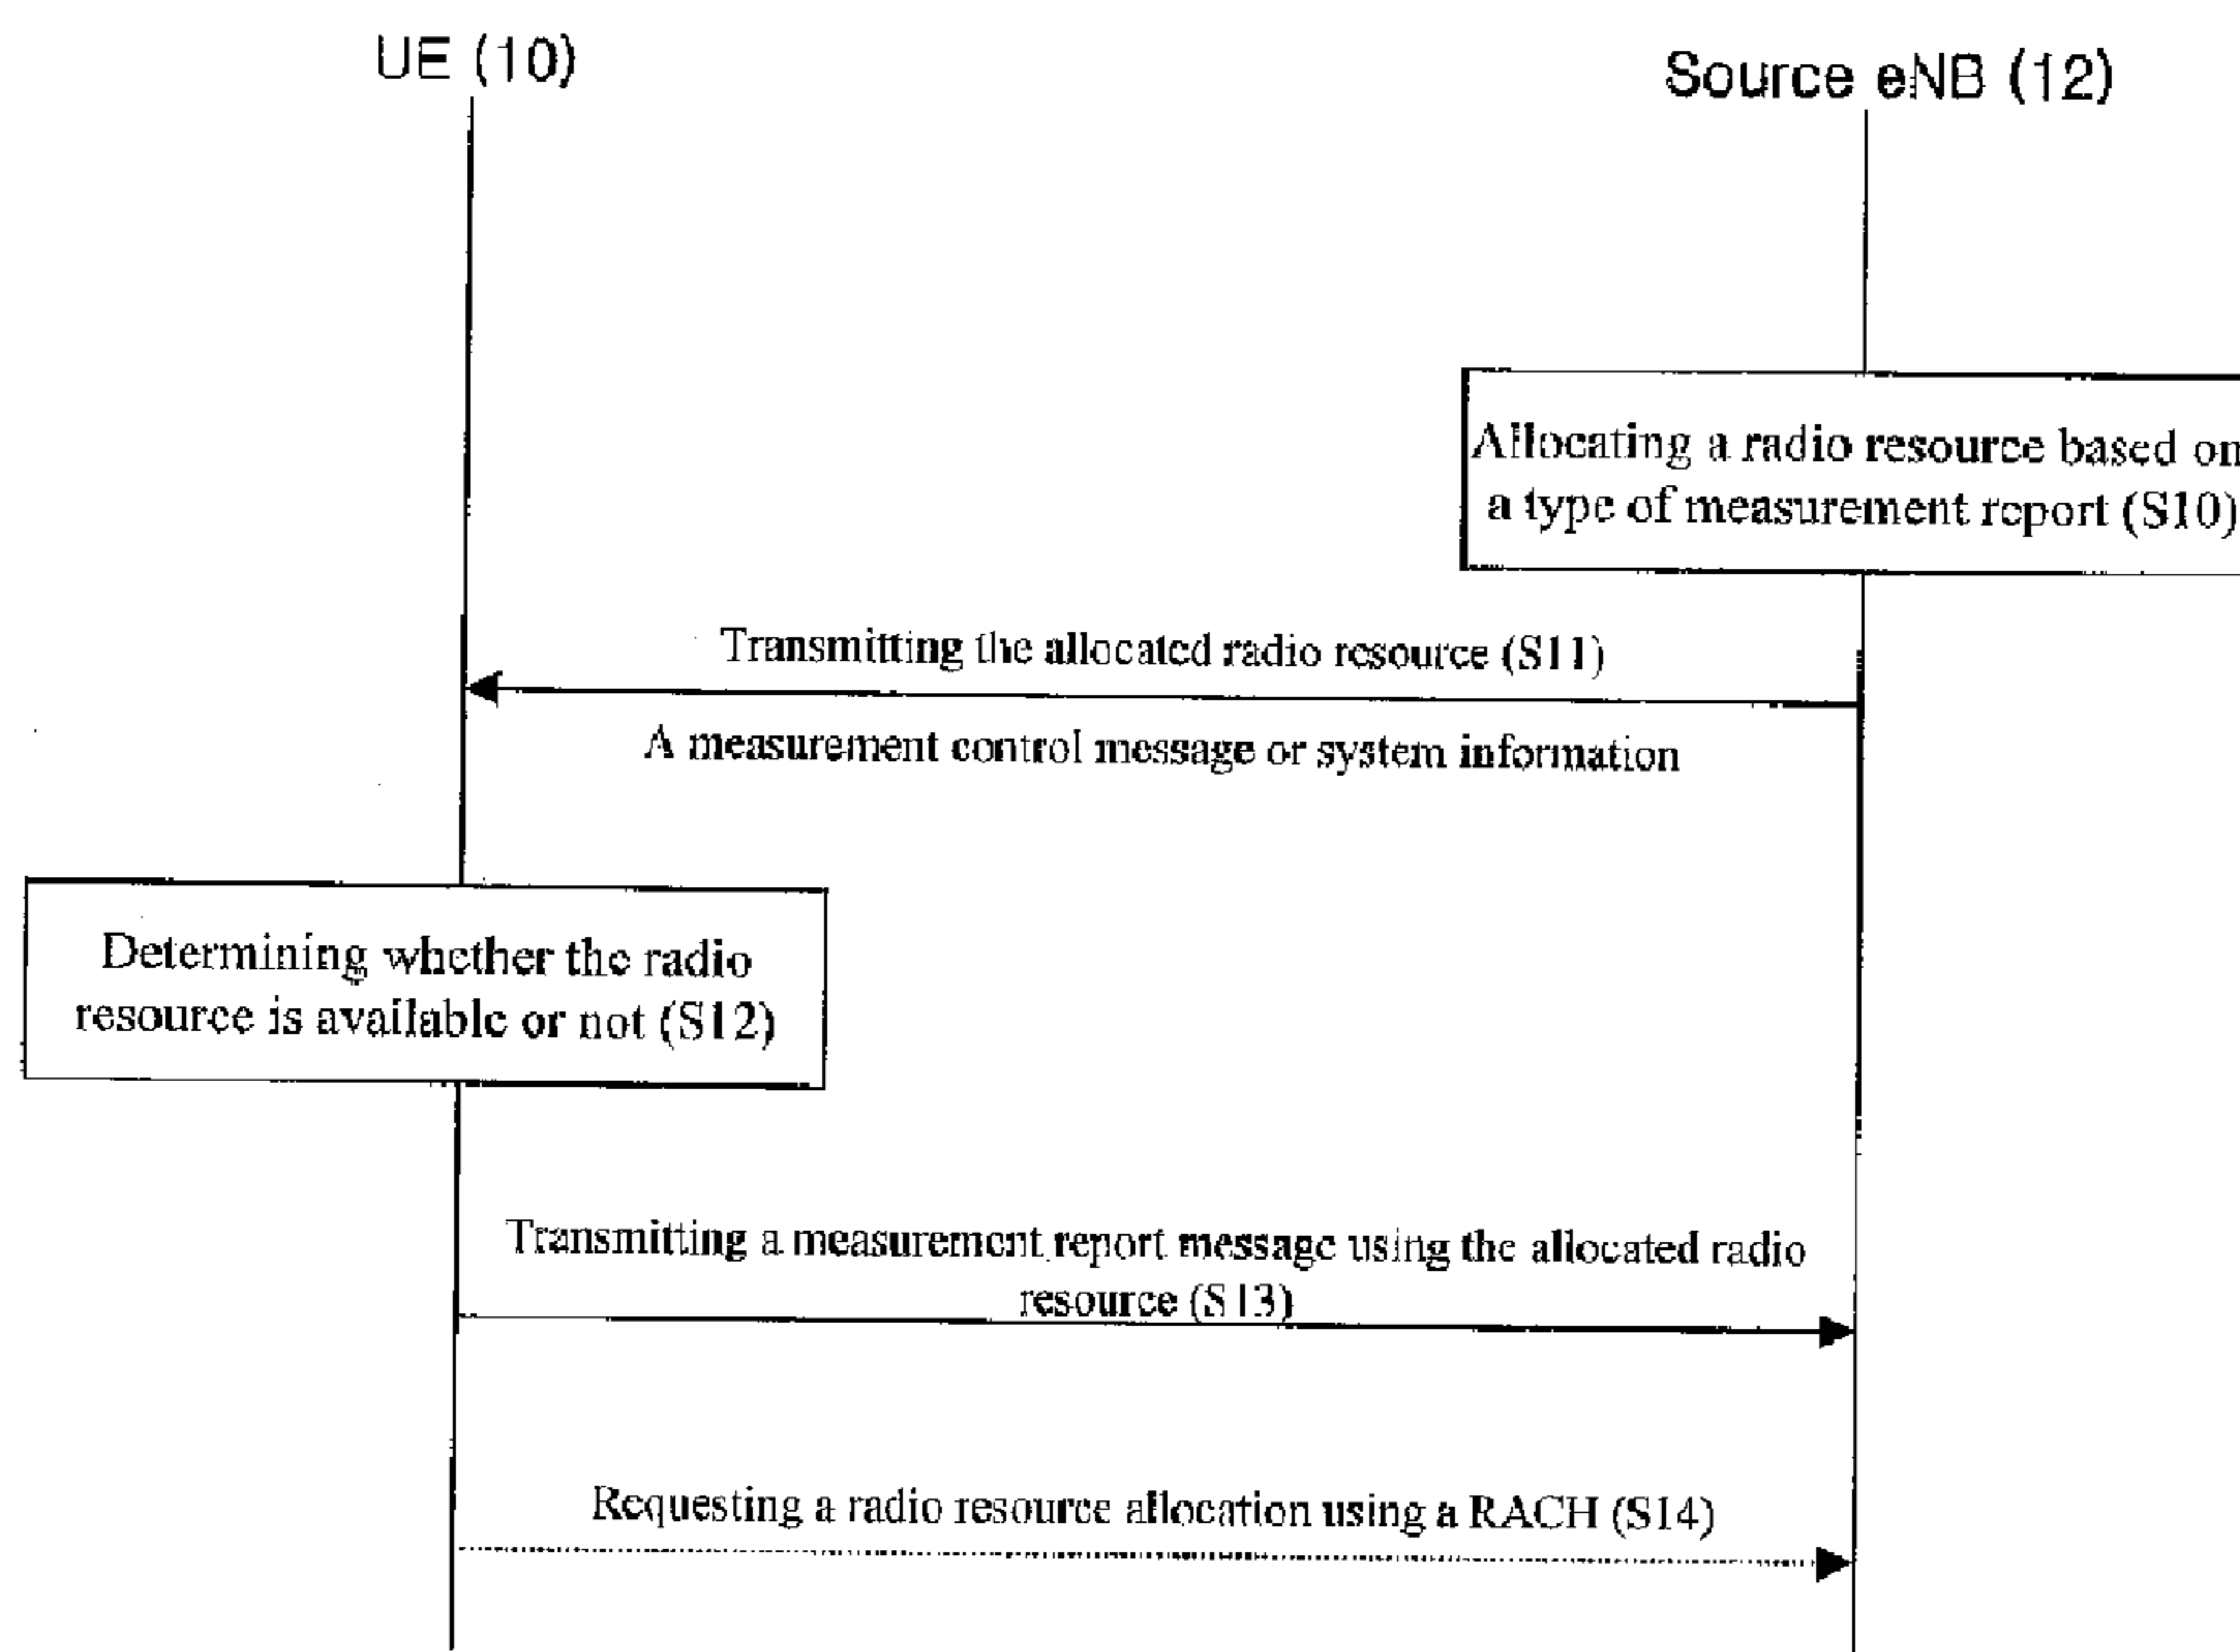 UE (10)
Source eNB (12)
Allocating a radio resource based on
a type of measurement report (S10)
Transmitting the allocated radio resource (S11)
A measurement control message or system information
Determining whether the radio
resource is available or not (S12)
Transmitting a measurement report message using the allocated radio
resource (S13)
Requesting a radio resource allocation using a RACH (S14)